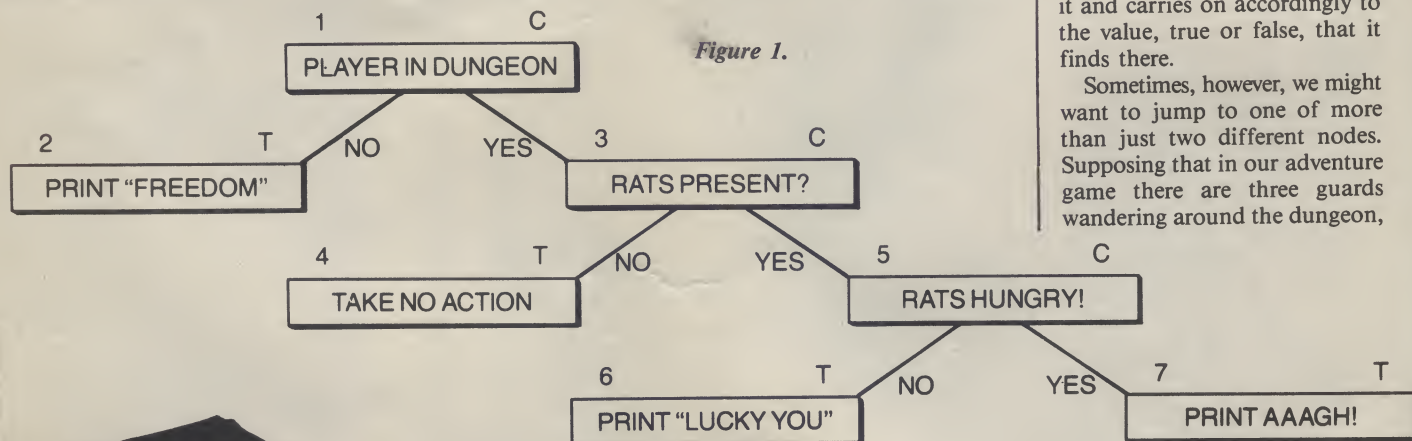 1 C
PLAYER IN DUNGEON
Figure 1.
2 T NO YES 3 C
PRINT "FREEDOM"
RATS PRESENT?
4 T NO YES 5 C
TAKE NO ACTION
RATS HUNGRY!
6 T NO YES 7 T
PRINT "LUCKY YOU"
PRINT AAAGH!
it and carries on accordingly to
the value, true or false, that it
finds there.
Sometimes, however, we might
want to jump to one of more
than just two different nodes.
Supposing that in our adventure
game there are three guards
wandering around the dungeon,